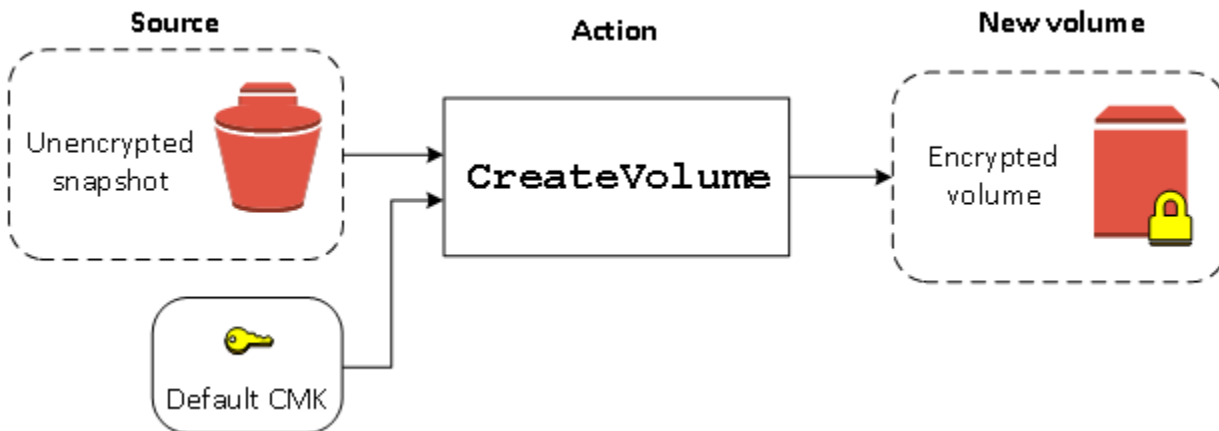 Source
Action
New volume
Unencrypted
snapshot
CreateVolume
Encrypted
volume
Default CMK